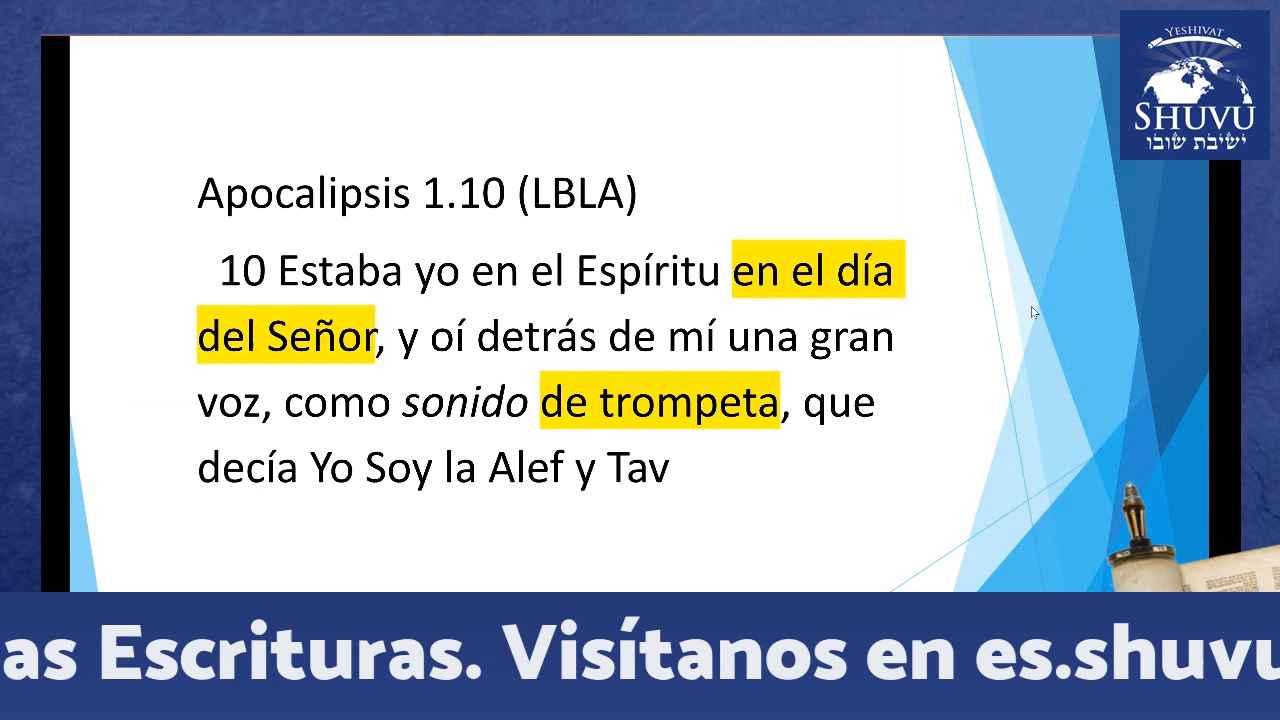 YESHIVAT
SHUVU
ישיבת שובו
Apocalipsis 1.10 (LBLA)
10 Estaba yo en el Espíritu en el día
del Señor, y oí detrás de mí una gran
voz, como sonido de trompeta, que
decía Yo Soy la Alef y Tav
as Escrituras. Visítanos en es.shuvu